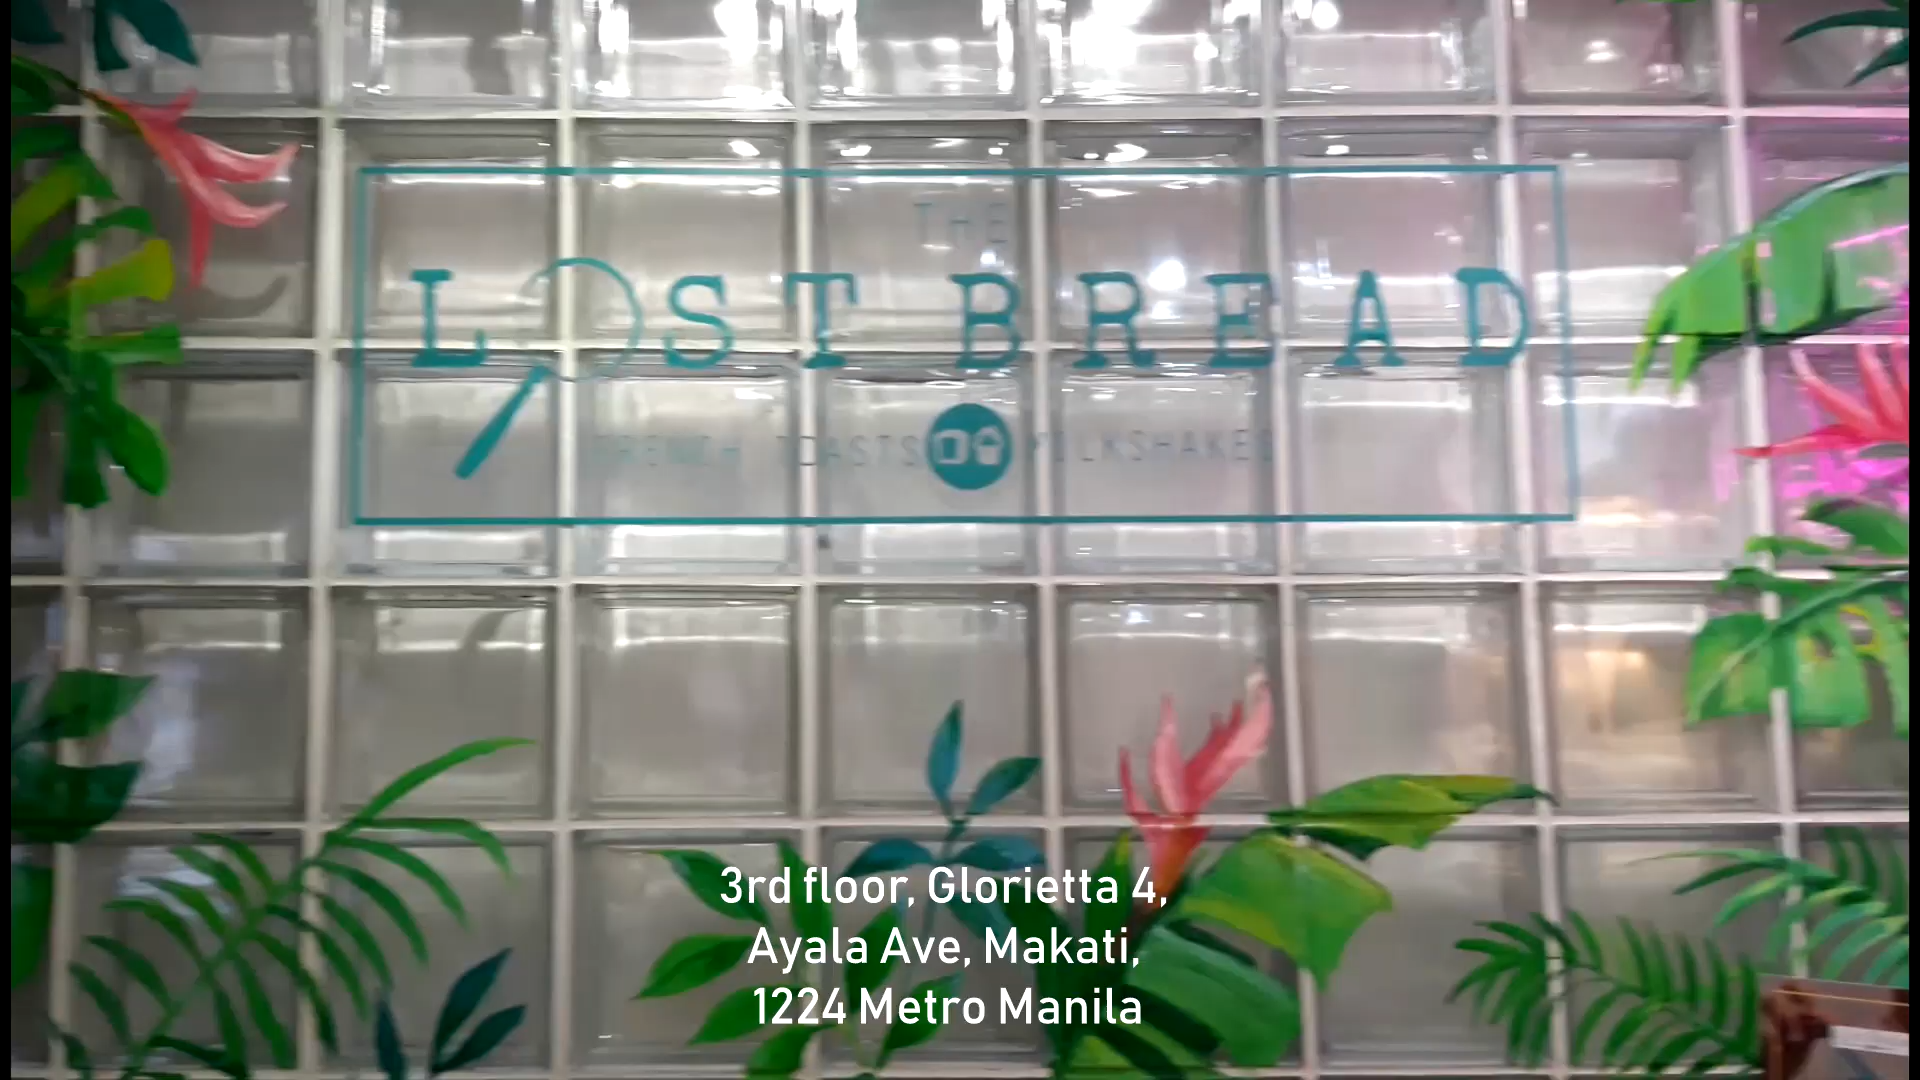 THE
LOST BREAD
FRENCH TOASTS MILKSHAKES
3rd floor, Glorietta 4,
Ayala Ave, Makati,
1224 Metro Manila